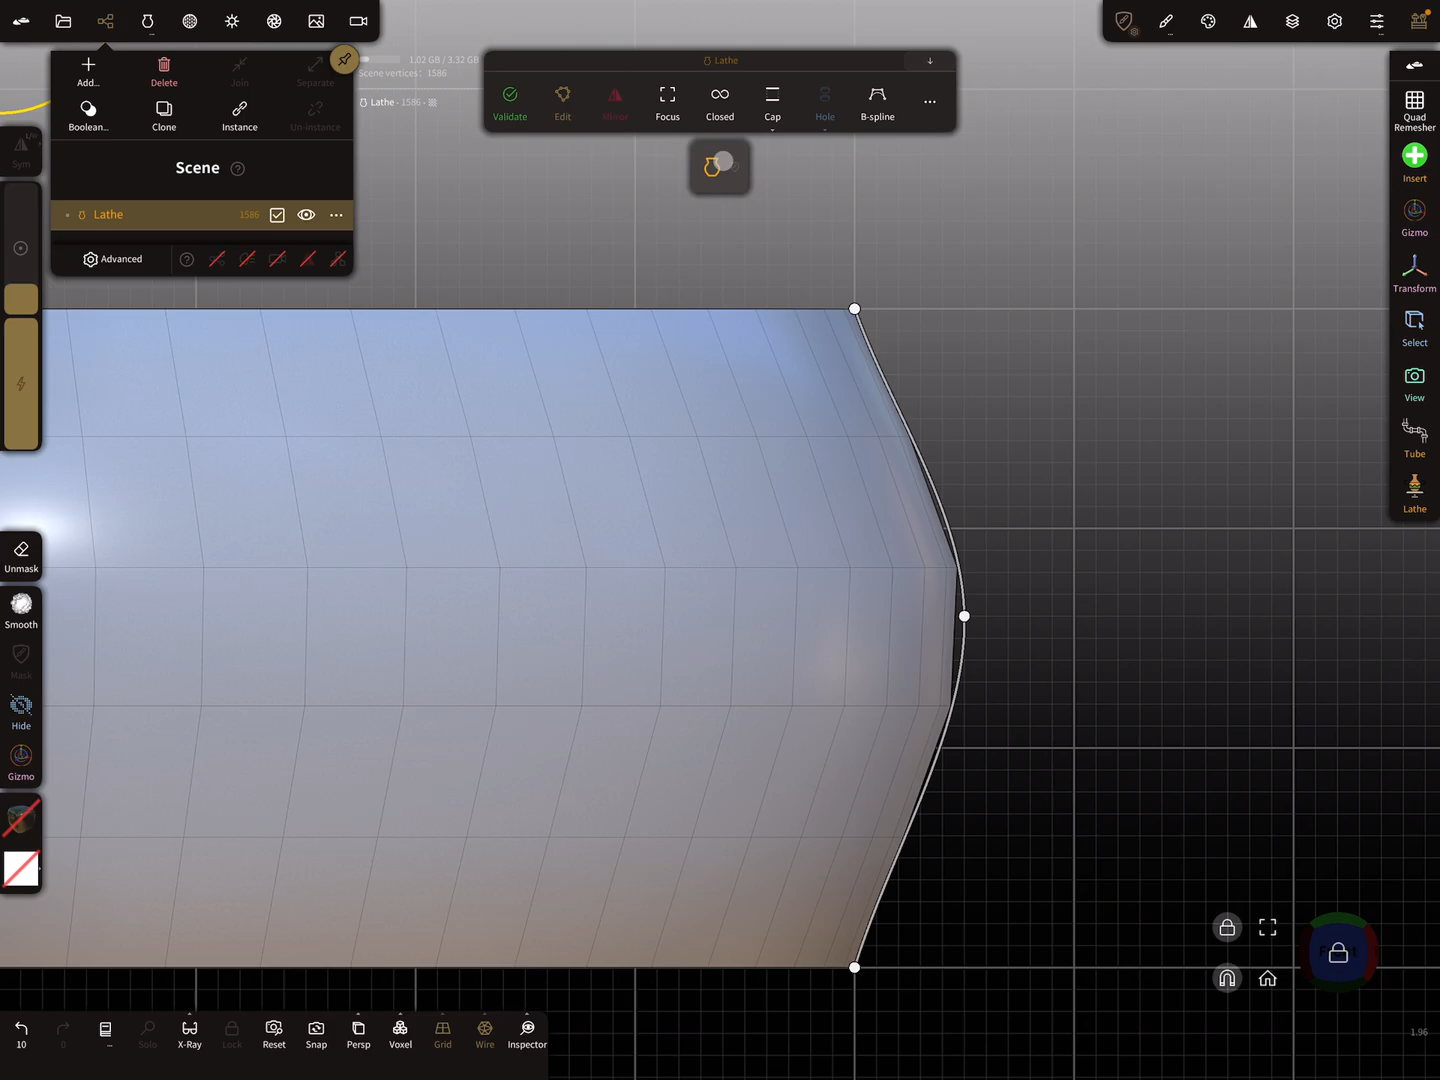 1.02 GB / 3.32 GB
Scene vertices: 1586
Lathe · 1586 ·
Add...
Delete
Join
Separate
Boolean...
Clone
Instance
Un-instance
Scene ?
Lathe
1586
...
Advanced
?
Lathe
Validate
Edit
Mirror
Focus
Closed
Cap
Hole
B-spline
...
L/W
Sym
Unmask
Smooth
Mask
Hide
Gizmo
Quad
Remesher
Insert
Gizmo
Transform
Select
View
Tube
Lathe
10
0
...
Solo
X-Ray
Lock
Reset
Snap
Persp
Voxel
Grid
Wire
Inspector
1.96